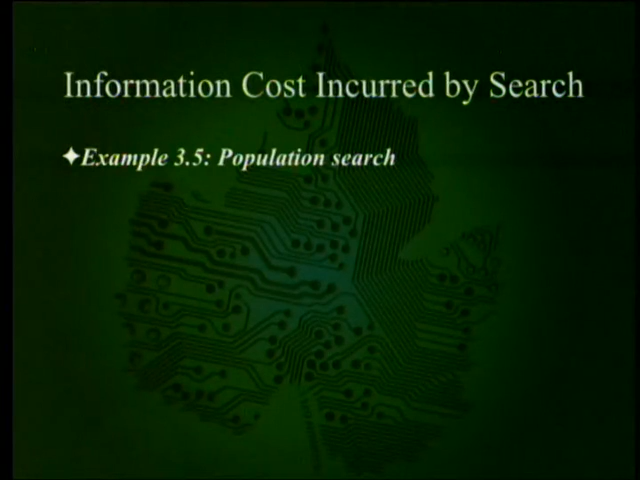 Information Cost Incurred by Search
✦Example 3.5: Population search